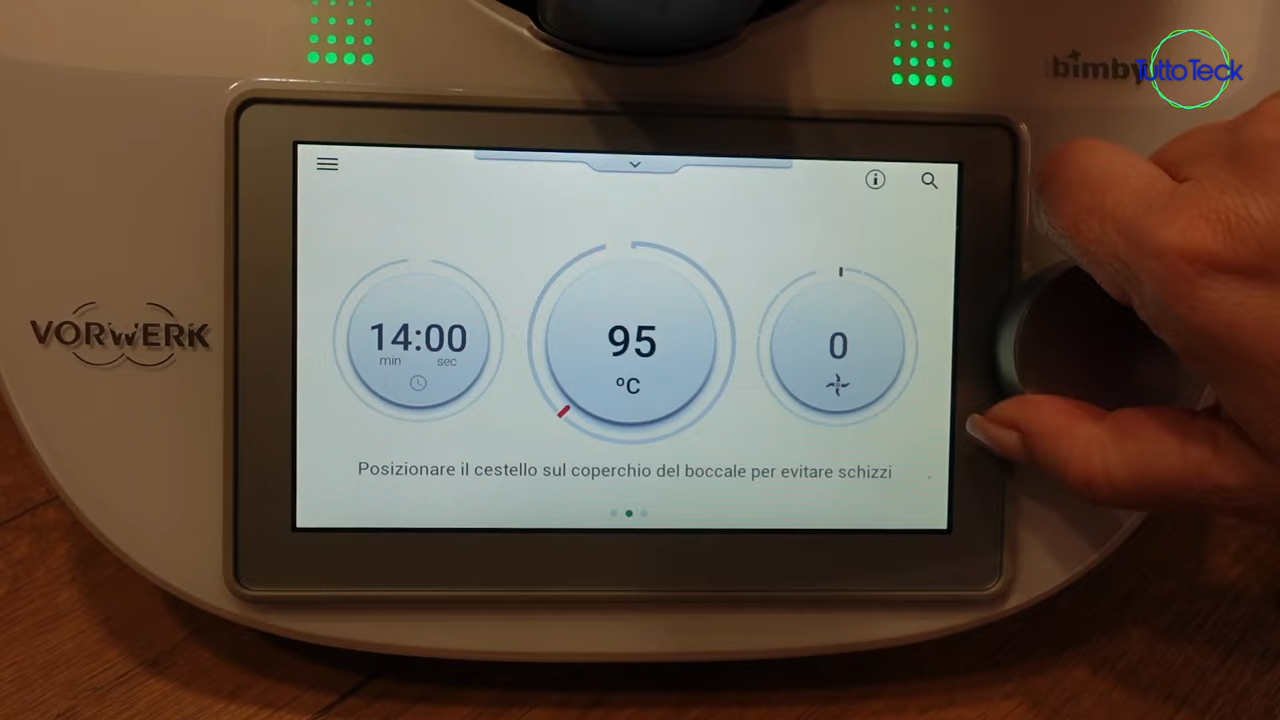 bimby
TuttoTeck
VORWERK
14:00
min sec
95
ºC
0
Posizionare il cestello sul coperchio del boccale per evitare schizzi